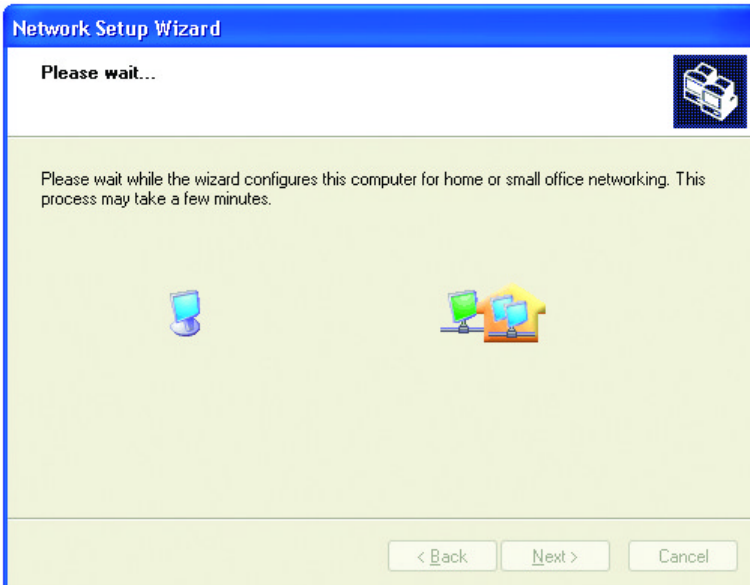 Network Setup Wizard
Please wait...
Please wait while the wizard configures this computer for home or small office networking. This
process may take a few minutes.
< Back
Next >
Cancel